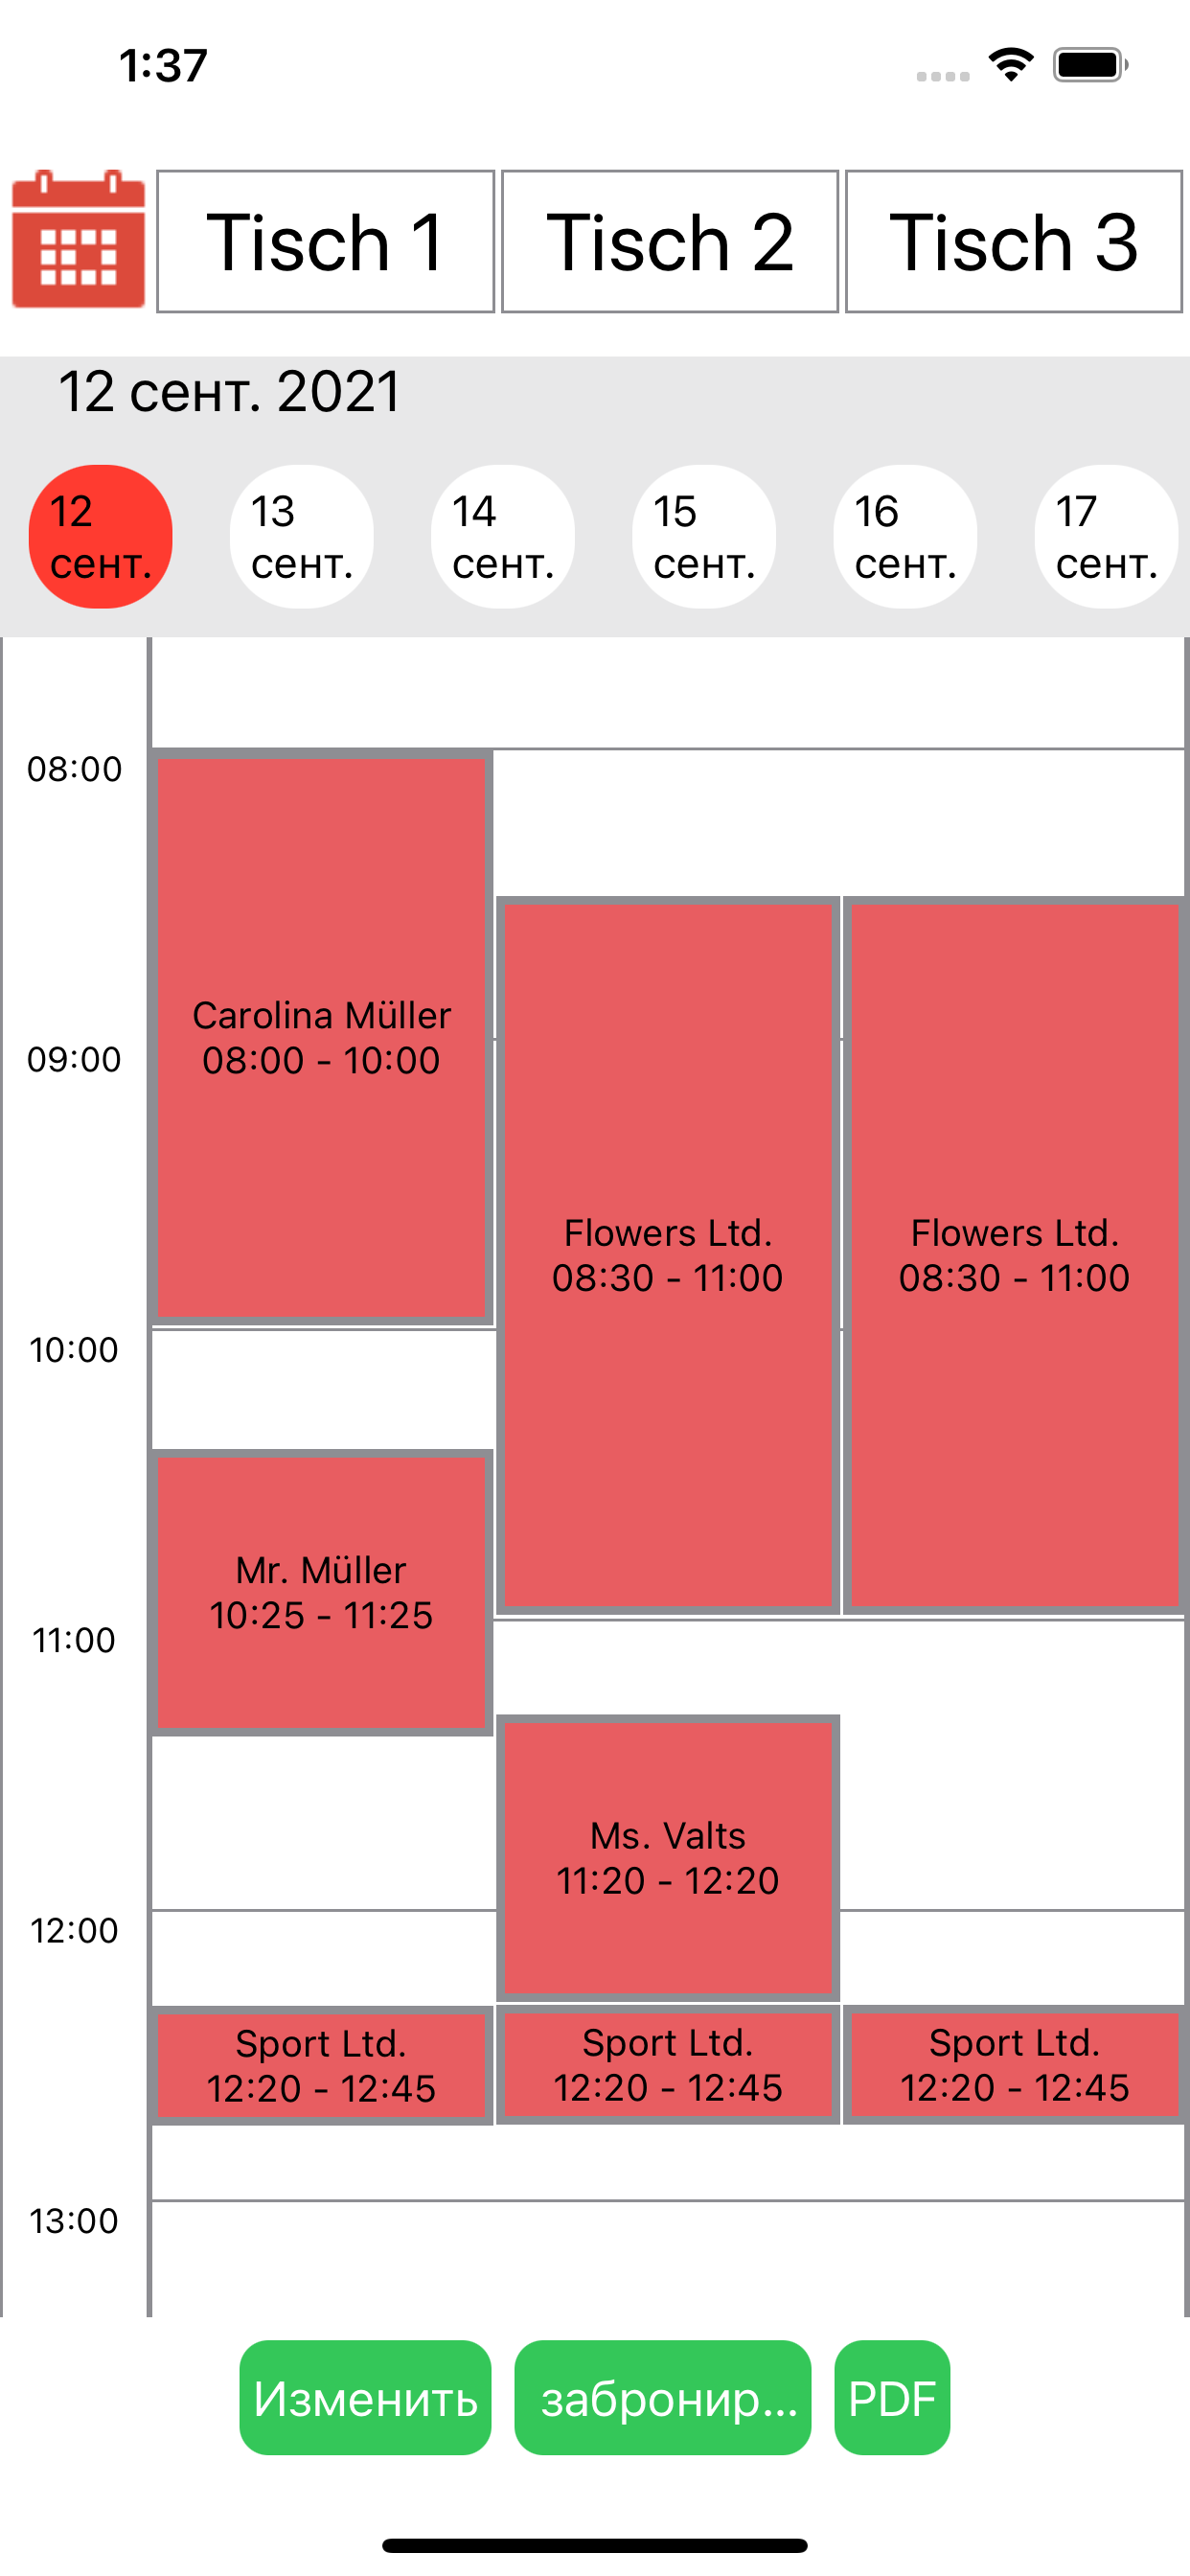 1:37
Tisch 1
Tisch 2
Tisch 3
12 сент. 2021
12
сент.
13
сент.
14
сент.
15
сент.
16
сент.
17
сент.
08:00
Carolina Müller
08:00 - 10:00
09:00
Flowers Ltd.
08:30 - 11:00
Flowers Ltd.
08:30 - 11:00
10:00
Mr. Müller
10:25 - 11:25
11:00
Ms. Valts
11:20 - 12:20
12:00
Sport Ltd.
12:20 - 12:45
Sport Ltd.
12:20 - 12:45
Sport Ltd.
12:20 - 12:45
13:00
Изменить
забронир...
PDF